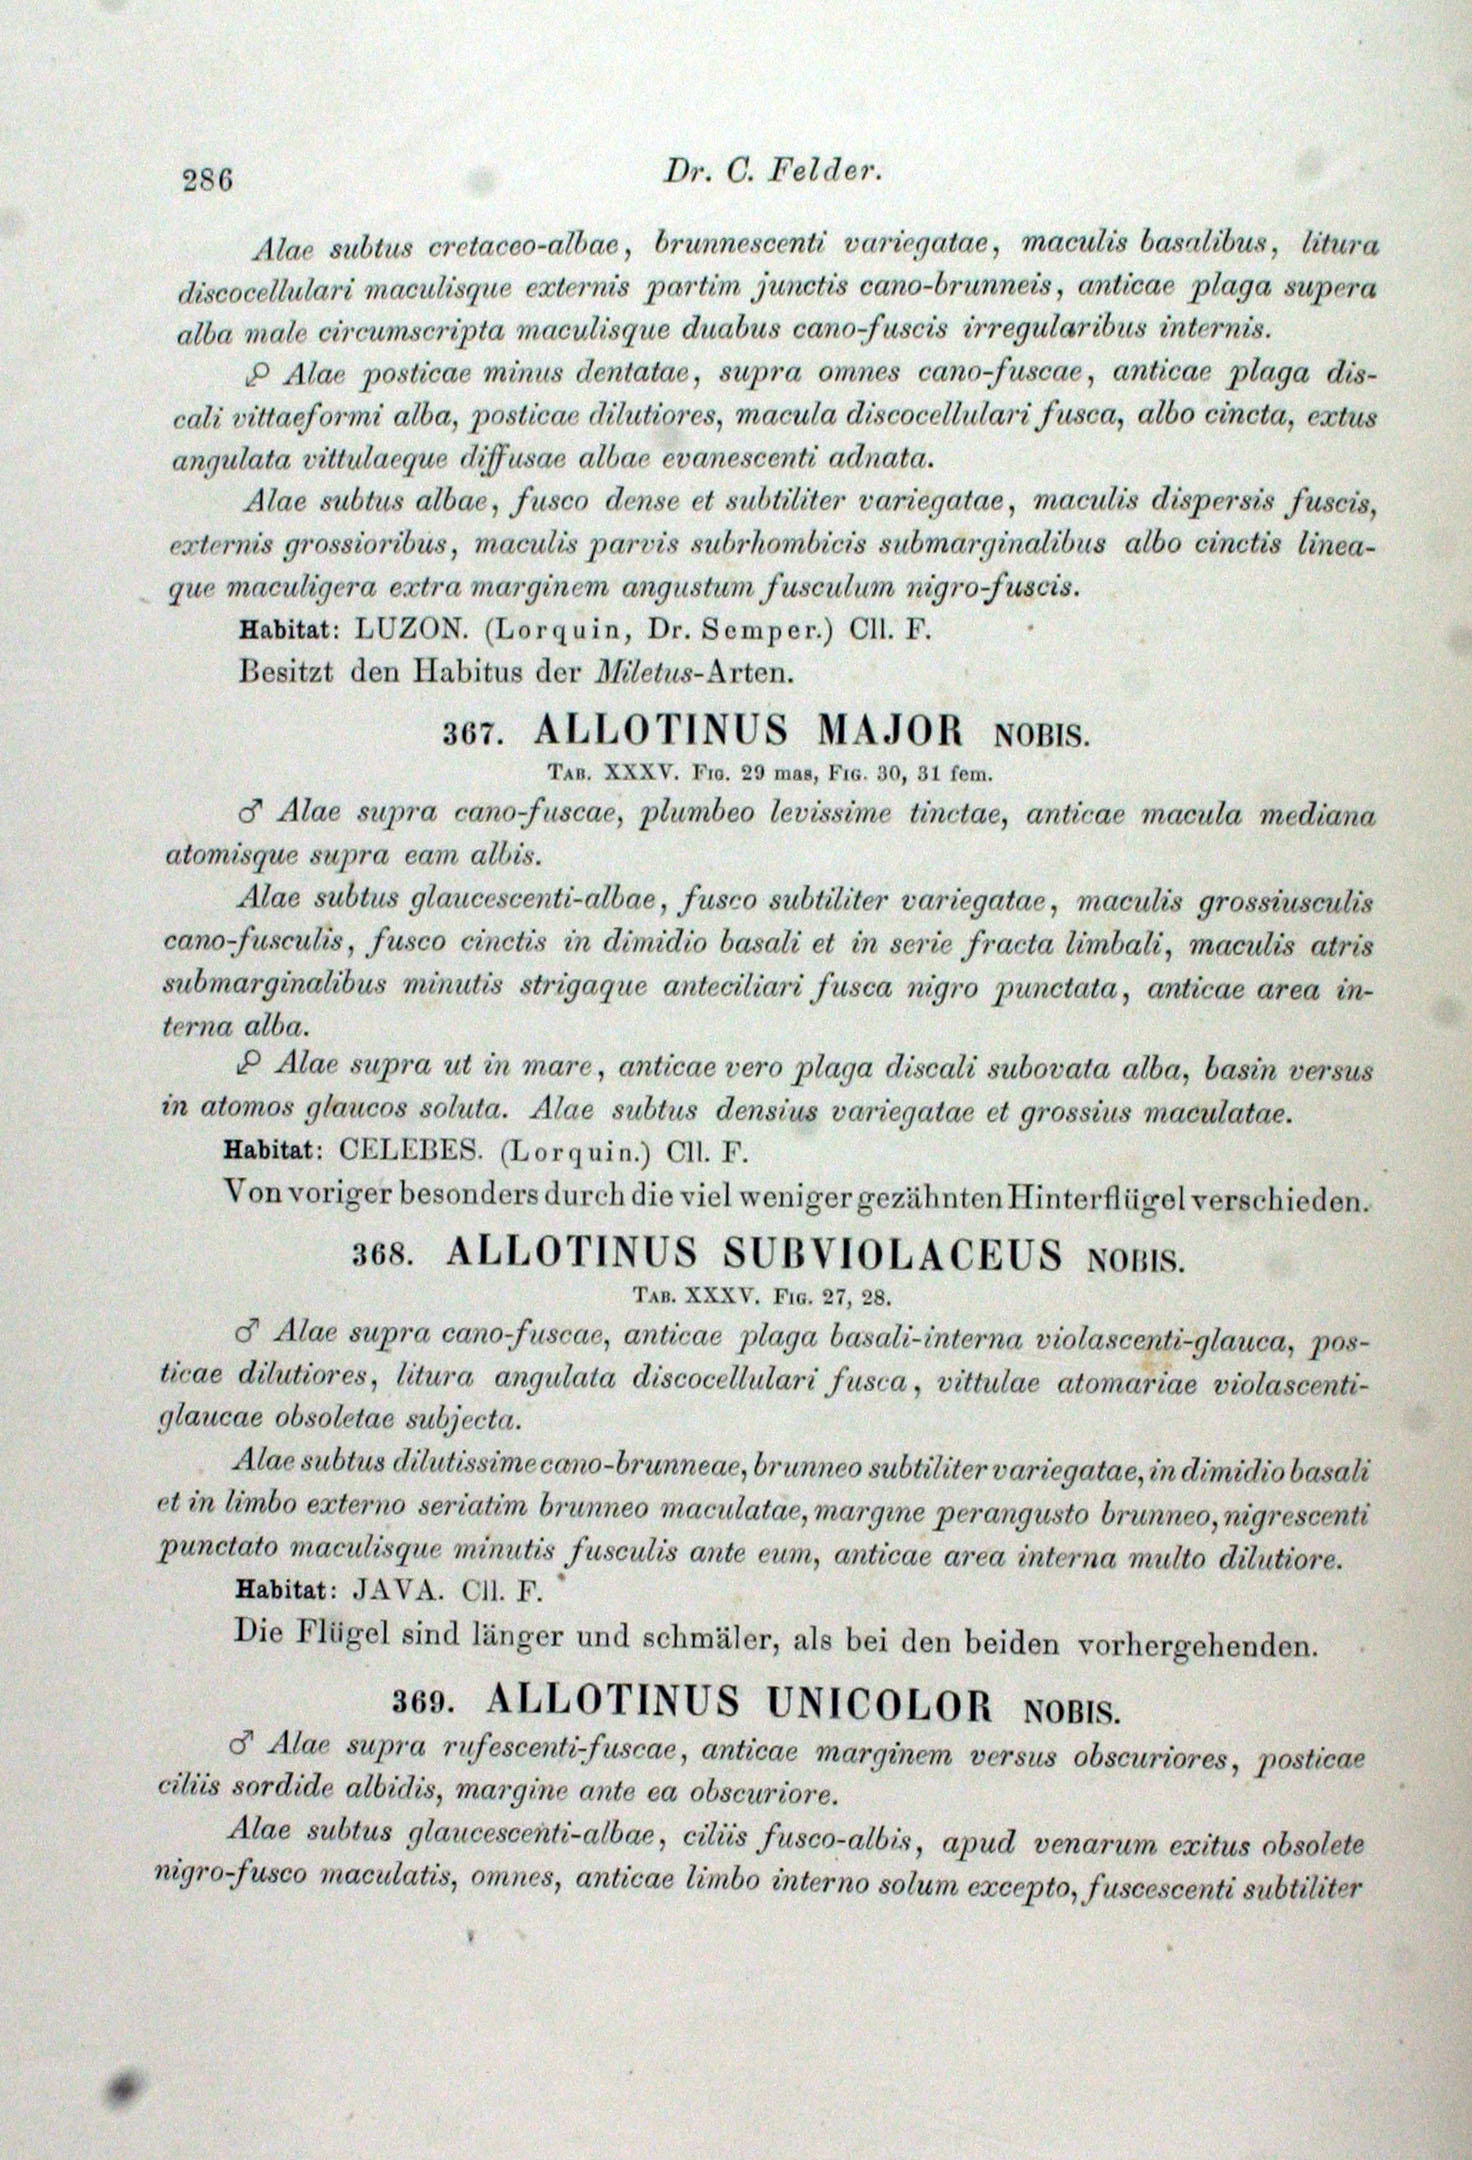 286
Dr. C. Felder.
Alae subtus cretaceo-albae, brunnescenti variegatae, maculis basalibus, litura
discocellulari maculisque externis partim junctis cano-brunneis, anticae plaga supera
alba male circumscripta maculisque duabus cano-fuscis irregularibus internis.
♀ Alae posticae minus dentatae, supra omnes cano-fuscae, anticae plaga dis-
cali vittaeformi alba, posticae dilutiores, macula discocellulari fusca, albo cincta, extus
angulata vittulaeque diffusae albae evanescenti adnata.
Alae subtus albae, fusco dense et subtiliter variegatae, maculis dispersis fuscis,
externis grossioribus, maculis parvis subrhombicis submarginalibus albo cinctis linea-
que maculigera extra marginem angustum fusculum nigro-fuscis.
Habitat: LUZON. (Lorquin, Dr. Semper.) Cll. F.
Besitzt den Habitus der Miletus-Arten.
367. ALLOTINUS MAJOR NOBIS.
TAB. XXXV. FIG. 29 mas, FIG. 30, 31 fem.
♂ Alae supra cano-fuscae, plumbeo levissime tinctae, anticae macula mediana
atomisque supra eam albis.
Alae subtus glaucescenti-albae, fusco subtiliter variegatae, maculis grossiusculis
cano-fusculis, fusco cinctis in dimidio basali et in serie fracta limbali, maculis atris
submarginalibus minutis strigaque anteciliari fusca nigro punctata, anticae area in-
terna alba.
♀ Alae supra ut in mare, anticae vero plaga discali subovata alba, basin versus
in atomos glaucos soluta. Alae subtus densius variegatae et grossius maculatae.
Habitat: CELEBES. (Lorquin.) Cll. F.
Von voriger besonders durch die viel weniger gezähnten Hinterflügel verschieden.
368. ALLOTINUS SUBVIOLACEUS NOBIS.
TAB. XXXV. FIG. 27, 28.
♂ Alae supra cano-fuscae, anticae plaga basali-interna violascenti-glauca, pos-
ticae dilutiores, litura angulata discocellulari fusca, vittulae atomariae violascenti-
glaucae obsoletae subjecta.
Alae subtus dilutissime cano-brunneae, brunneo subtiliter variegatae, in dimidio basali
et in limbo externo seriatim brunneo maculatae, margine perangusto brunneo, nigrescenti
punctato maculisque minutis fusculis ante eum, anticae area interna multo dilutiore.
Habitat: JAVA. Cll. F.
Die Flügel sind länger und schmäler, als bei den beiden vorhergehenden.
369. ALLOTINUS UNICOLOR NOBIS.
♂ Alae supra rufescenti-fuscae, anticae marginem versus obscuriores, posticae
ciliis sordide albidis, margine ante ea obscuriore.
Alae subtus glaucescenti-albae, ciliis fusco-albis, apud venarum exitus obsolete
nigro-fusco maculatis, omnes, anticae limbo interno solum excepto, fuscescenti subtiliter